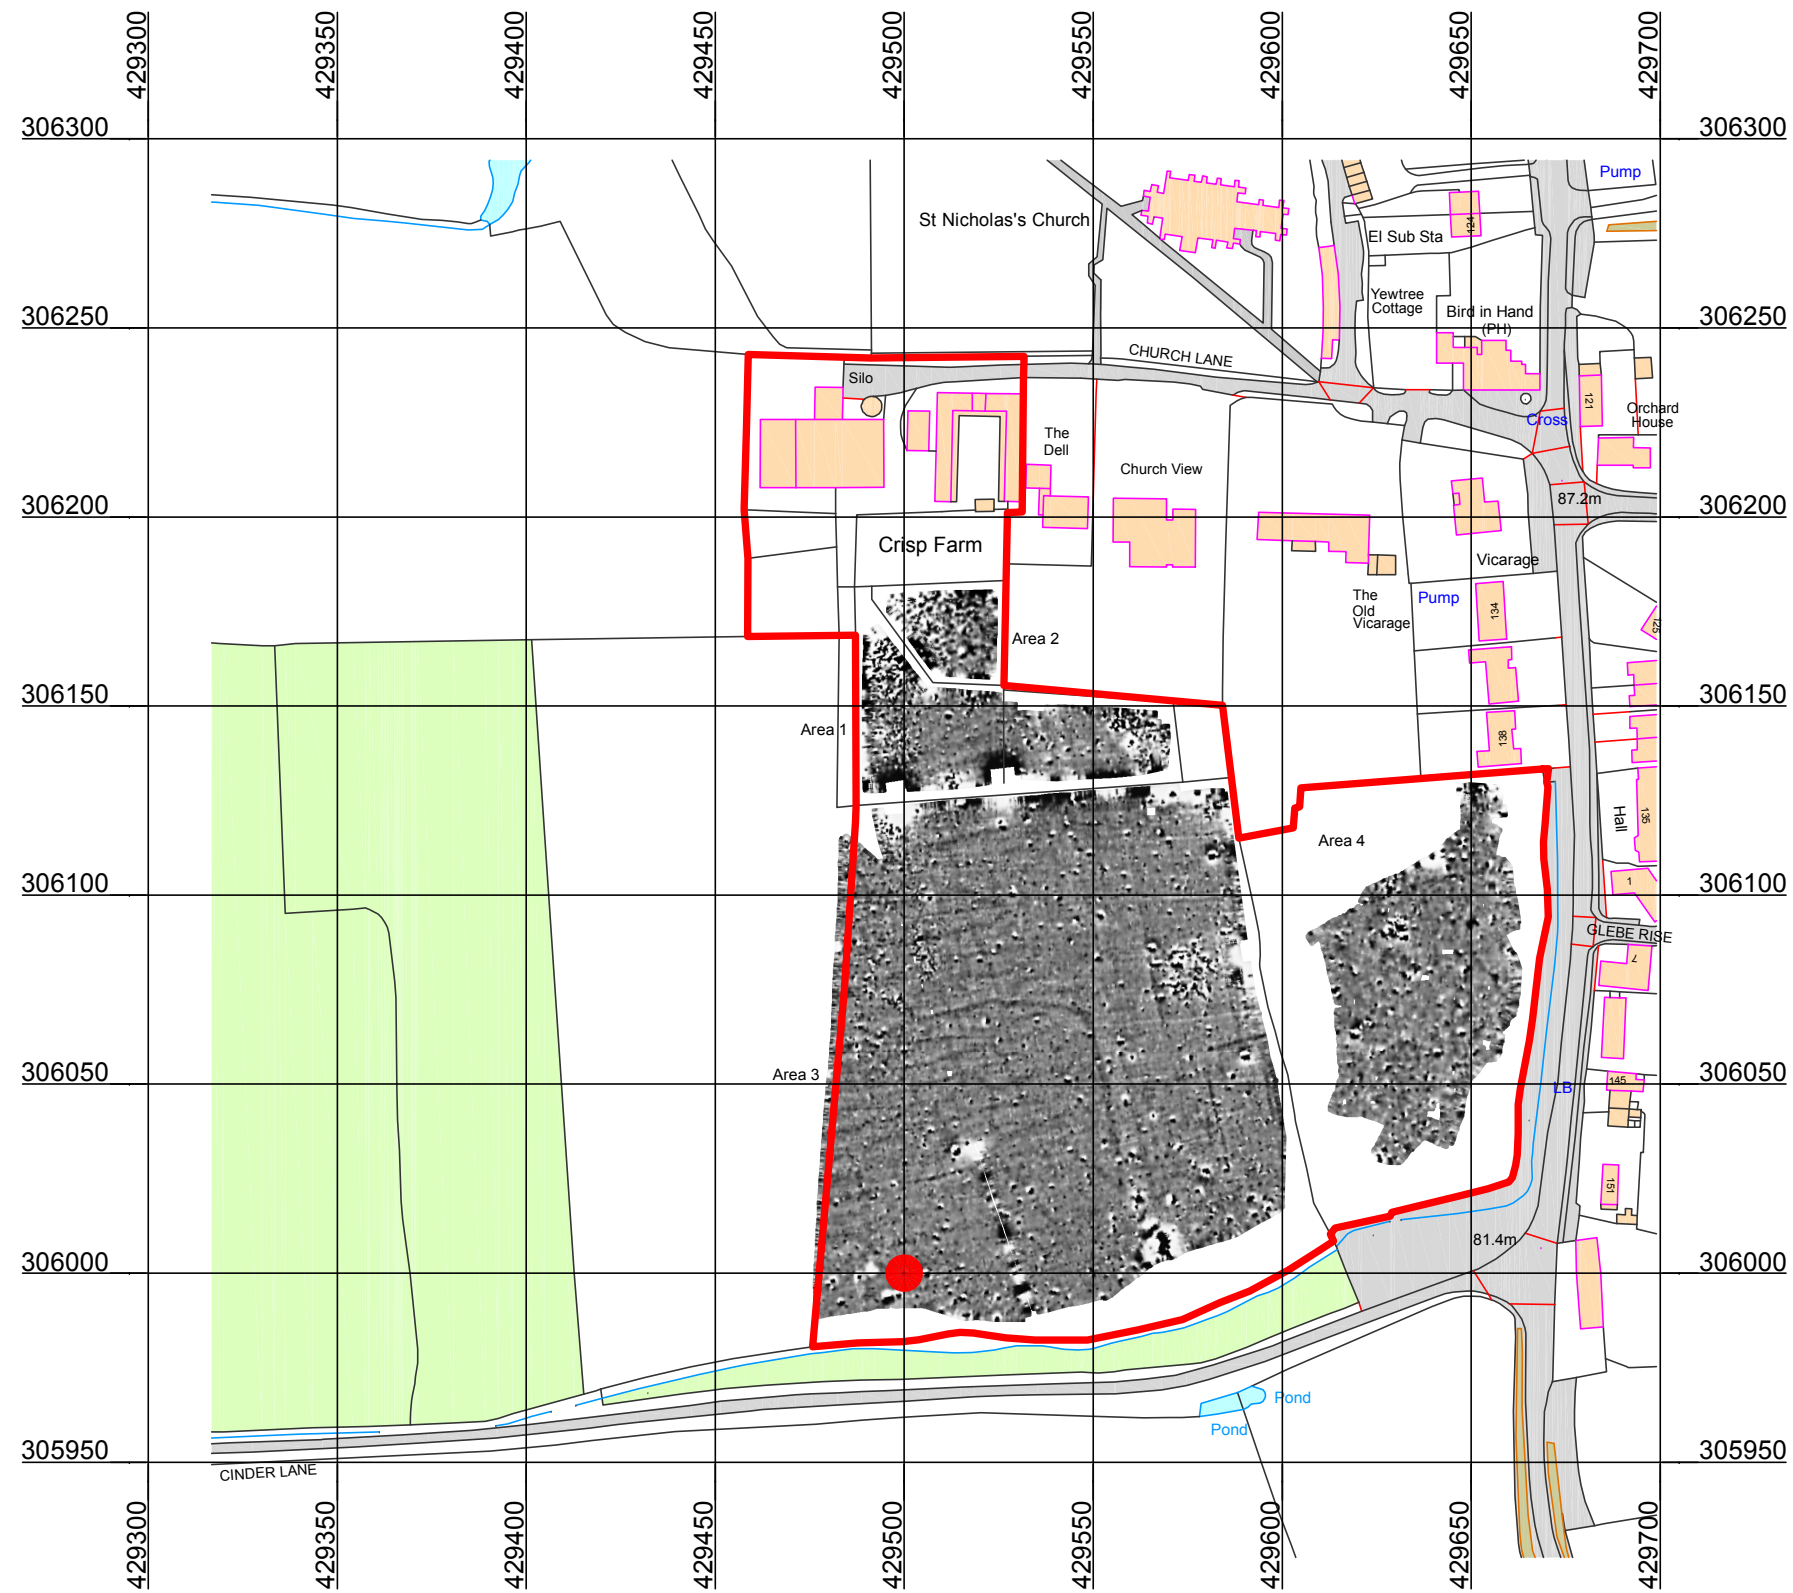 429300
429350
429400
429450
429500
429550
429600
429650
429700
306300
306300
Pump
St Nicholas's Church
124
El Sub Sta
Yewtree
Cottage
Bird in Hand
(PH)
306250
306250
CHURCH LANE
Silo
121
Orchard
House
Cross
The
Dell
Church View
306200
306200
87.2m
Crisp Farm
Vicarage
The
Old
Vicarage
Pump
134
125
Area 2
306150
306150
Area 1
138
Hall
135
Area 4
306100
306100
1
GLEBE RISE
7
Area 3
306050
306050
LB
145
151
306000
306000
81.4m
Pond
Pond
305950
305950
CINDER LANE
429300
429350
429400
429450
429500
429550
429600
429650
429700